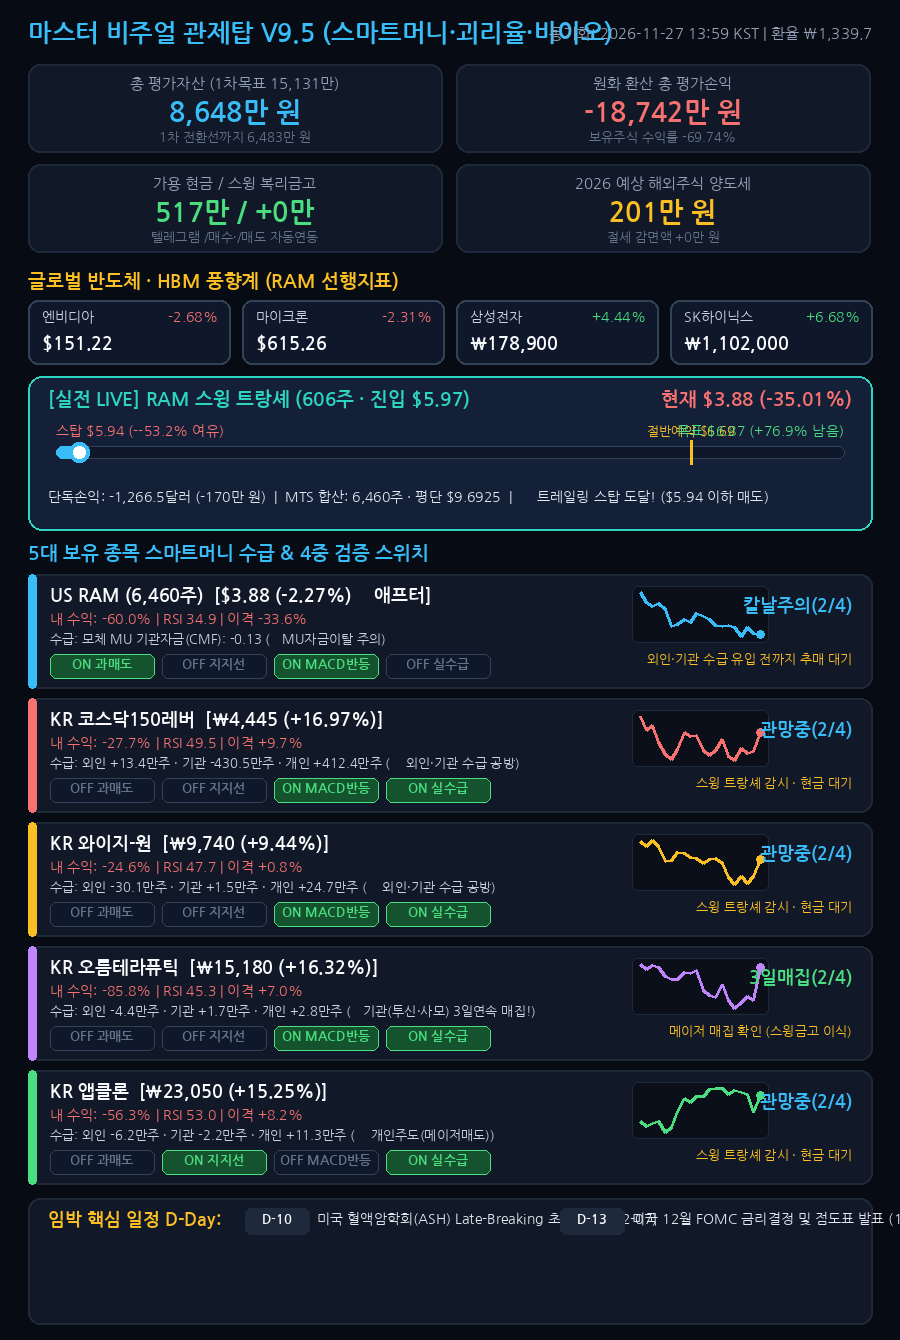 마스터 비주얼 관제탑 V9.5 (스마트머니·괴리율·바이오)
2026-11-27 13:59 KST | 환율 ₩1,339.7
총 평가자산 (1차목표 15,131만)
8,648만 원
1차 전환선까지 6,483만 원
원화 환산 총 평가손익
-18,742만 원
보유주식 수익률 -69.74%
가용 현금 / 스윙 복리금고
517만 / +0만
텔레그램 /매수·/매도 자동연동
2026 예상 해외주식 양도세
201만 원
절세 감면액 +0만 원
글로벌 반도체 · HBM 풍향계 (RAM 선행지표)
엔비디아 -2.68%
$151.22
마이크론 -2.31%
$615.26
삼성전자 +4.44%
₩178,900
SK하이닉스 +6.68%
₩1,102,000
[실전 LIVE] RAM 스윙 트랑셰 (606주 · 진입 $5.97)
현재 $3.88 (-35.01%)
스탑 $5.94 (--53.2% 여유)
(+76.9% 남음)
단독손익: -1,266.5달러 (-170만 원) | MTS 합산: 6,460주 · 평단 $9.6925 | 트레일링 스탑 도달! ($5.94 이하 매도)
5대 보유 종목 스마트머니 수급 & 4중 검증 스위치
US RAM (6,460주) [$3.88 (-2.27%) 애프터]
칼날주의(2/4)
내 수익: -60.0% | RSI 34.9 | 이격 -33.6%
수급: 모체 MU 기관자금(CMF): -0.13 ( MU자금이탈 주의)
외인·기관 수급 유입 전까지 추매 대기
ON 과매도 OFF 지지선 ON MACD반등 OFF 실수급
KR 코스닥150레버 [₩4,445 (+16.97%)]
관망중(2/4)
내 수익: -27.7% | RSI 49.5 | 이격 +9.7%
수급: 외인 +13.4만주 · 기관 -430.5만주 · 개인 +412.4만주 ( 외인·기관 수급 공방)
스윙 트랑셰 감시 · 현금 대기
OFF 과매도 OFF 지지선 ON MACD반등 ON 실수급
KR 와이지-원 [₩9,740 (+9.44%)]
관망중(2/4)
내 수익: -24.6% | RSI 47.7 | 이격 +0.8%
수급: 외인 -30.1만주 · 기관 +1.5만주 · 개인 +24.7만주 ( 외인·기관 수급 공방)
스윙 트랑셰 감시 · 현금 대기
OFF 과매도 OFF 지지선 ON MACD반등 ON 실수급
KR 오름테라퓨틱 [₩15,180 (+16.32%)]
3일매집(2/4)
내 수익: -85.8% | RSI 45.3 | 이격 +7.0%
수급: 외인 -4.4만주 · 기관 +1.7만주 · 개인 +2.8만주 ( 기관(투신·사모) 3일연속 매집!)
메이저 매집 확인 (스윙금고 이식)
OFF 과매도 OFF 지지선 ON MACD반등 ON 실수급
KR 앱클론 [₩23,050 (+15.25%)]
관망중(2/4)
내 수익: -56.3% | RSI 53.0 | 이격 +8.2%
수급: 외인 -6.2만주 · 기관 -2.2만주 · 개인 +11.3만주 ( 개인주도(메이저매도))
스윙 트랑셰 감시 · 현금 대기
OFF 과매도 ON 지지선 OFF MACD반등 ON 실수급
임박 핵심 일정 D-Day:
D-10 미국 혈액암학회(ASH) Late-Breaking 초
D-13 미국 12월 FOMC 금리결정 및 점도표 발표 (1